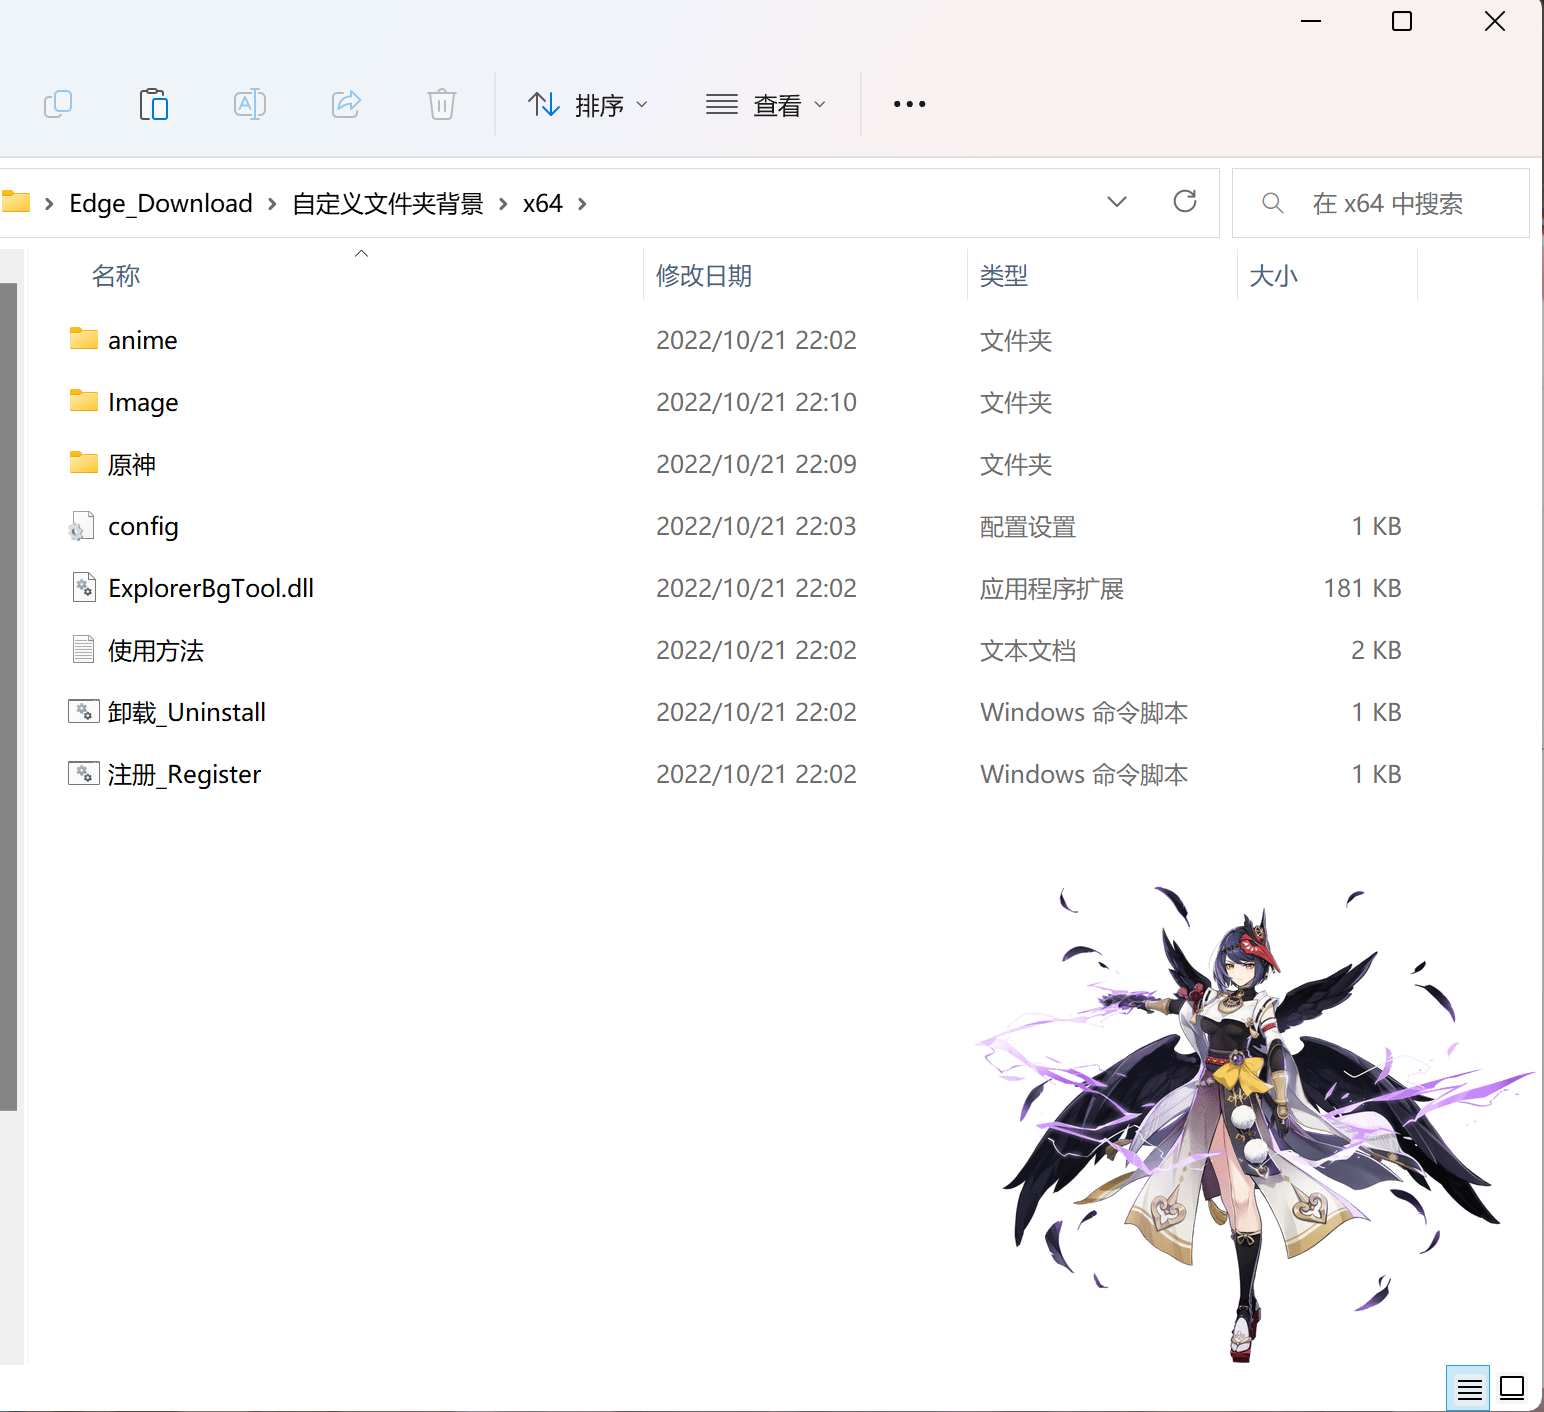 排序 查看
Edge_Download 自定义文件夹背景 x64 在 x64 中搜索
名称 修改日期 类型 大小
anime 2022/10/21 22:02 文件夹
Image 2022/10/21 22:10 文件夹
原神 2022/10/21 22:09 文件夹
config 2022/10/21 22:03 配置设置 1 KB
ExplorerBgTool.dll 2022/10/21 22:02 应用程序扩展 181 KB
使用方法 2022/10/21 22:02 文本文档 2 KB
卸载_Uninstall 2022/10/21 22:02 Windows 命令脚本 1 KB
注册_Register 2022/10/21 22:02 Windows 命令脚本 1 KB